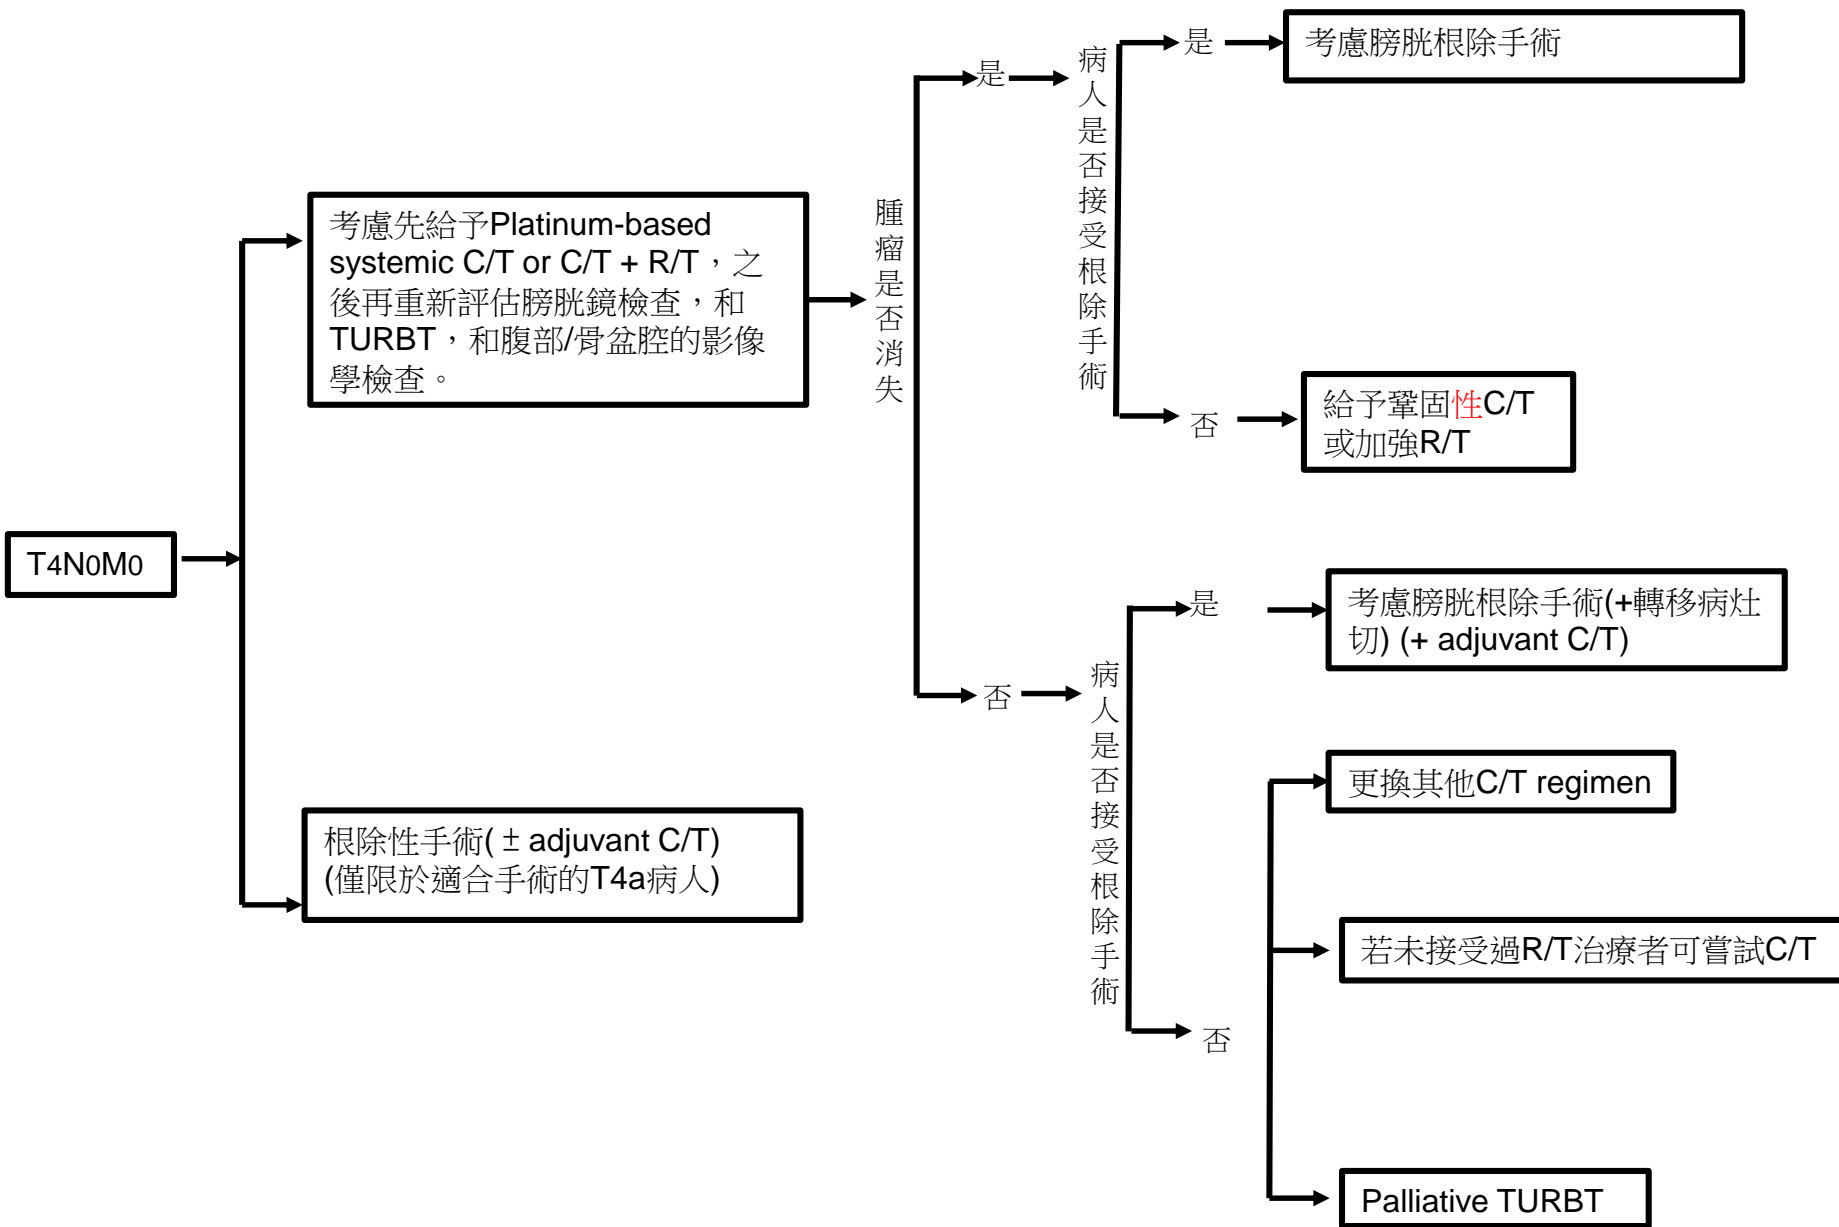 T4N0M0
考慮先給予Platinum-based
systemic C/T or C/T + R/T，之
後再重新評估膀胱鏡檢查，和
TURBT，和腹部/骨盆腔的影像
學檢查。
根除性手術( ± adjuvant C/T)
(僅限於適合手術的T4a病人)
腫瘤是否消失
是
病人是否接受根除手術
是
考慮膀胱根除手術
否
給予鞏固性C/T
或加強R/T
否
病人是否接受根除手術
是
考慮膀胱根除手術(+轉移病灶
切) (+ adjuvant C/T)
否
更換其他C/T regimen
若未接受過R/T治療者可嘗試C/T
Palliative TURBT